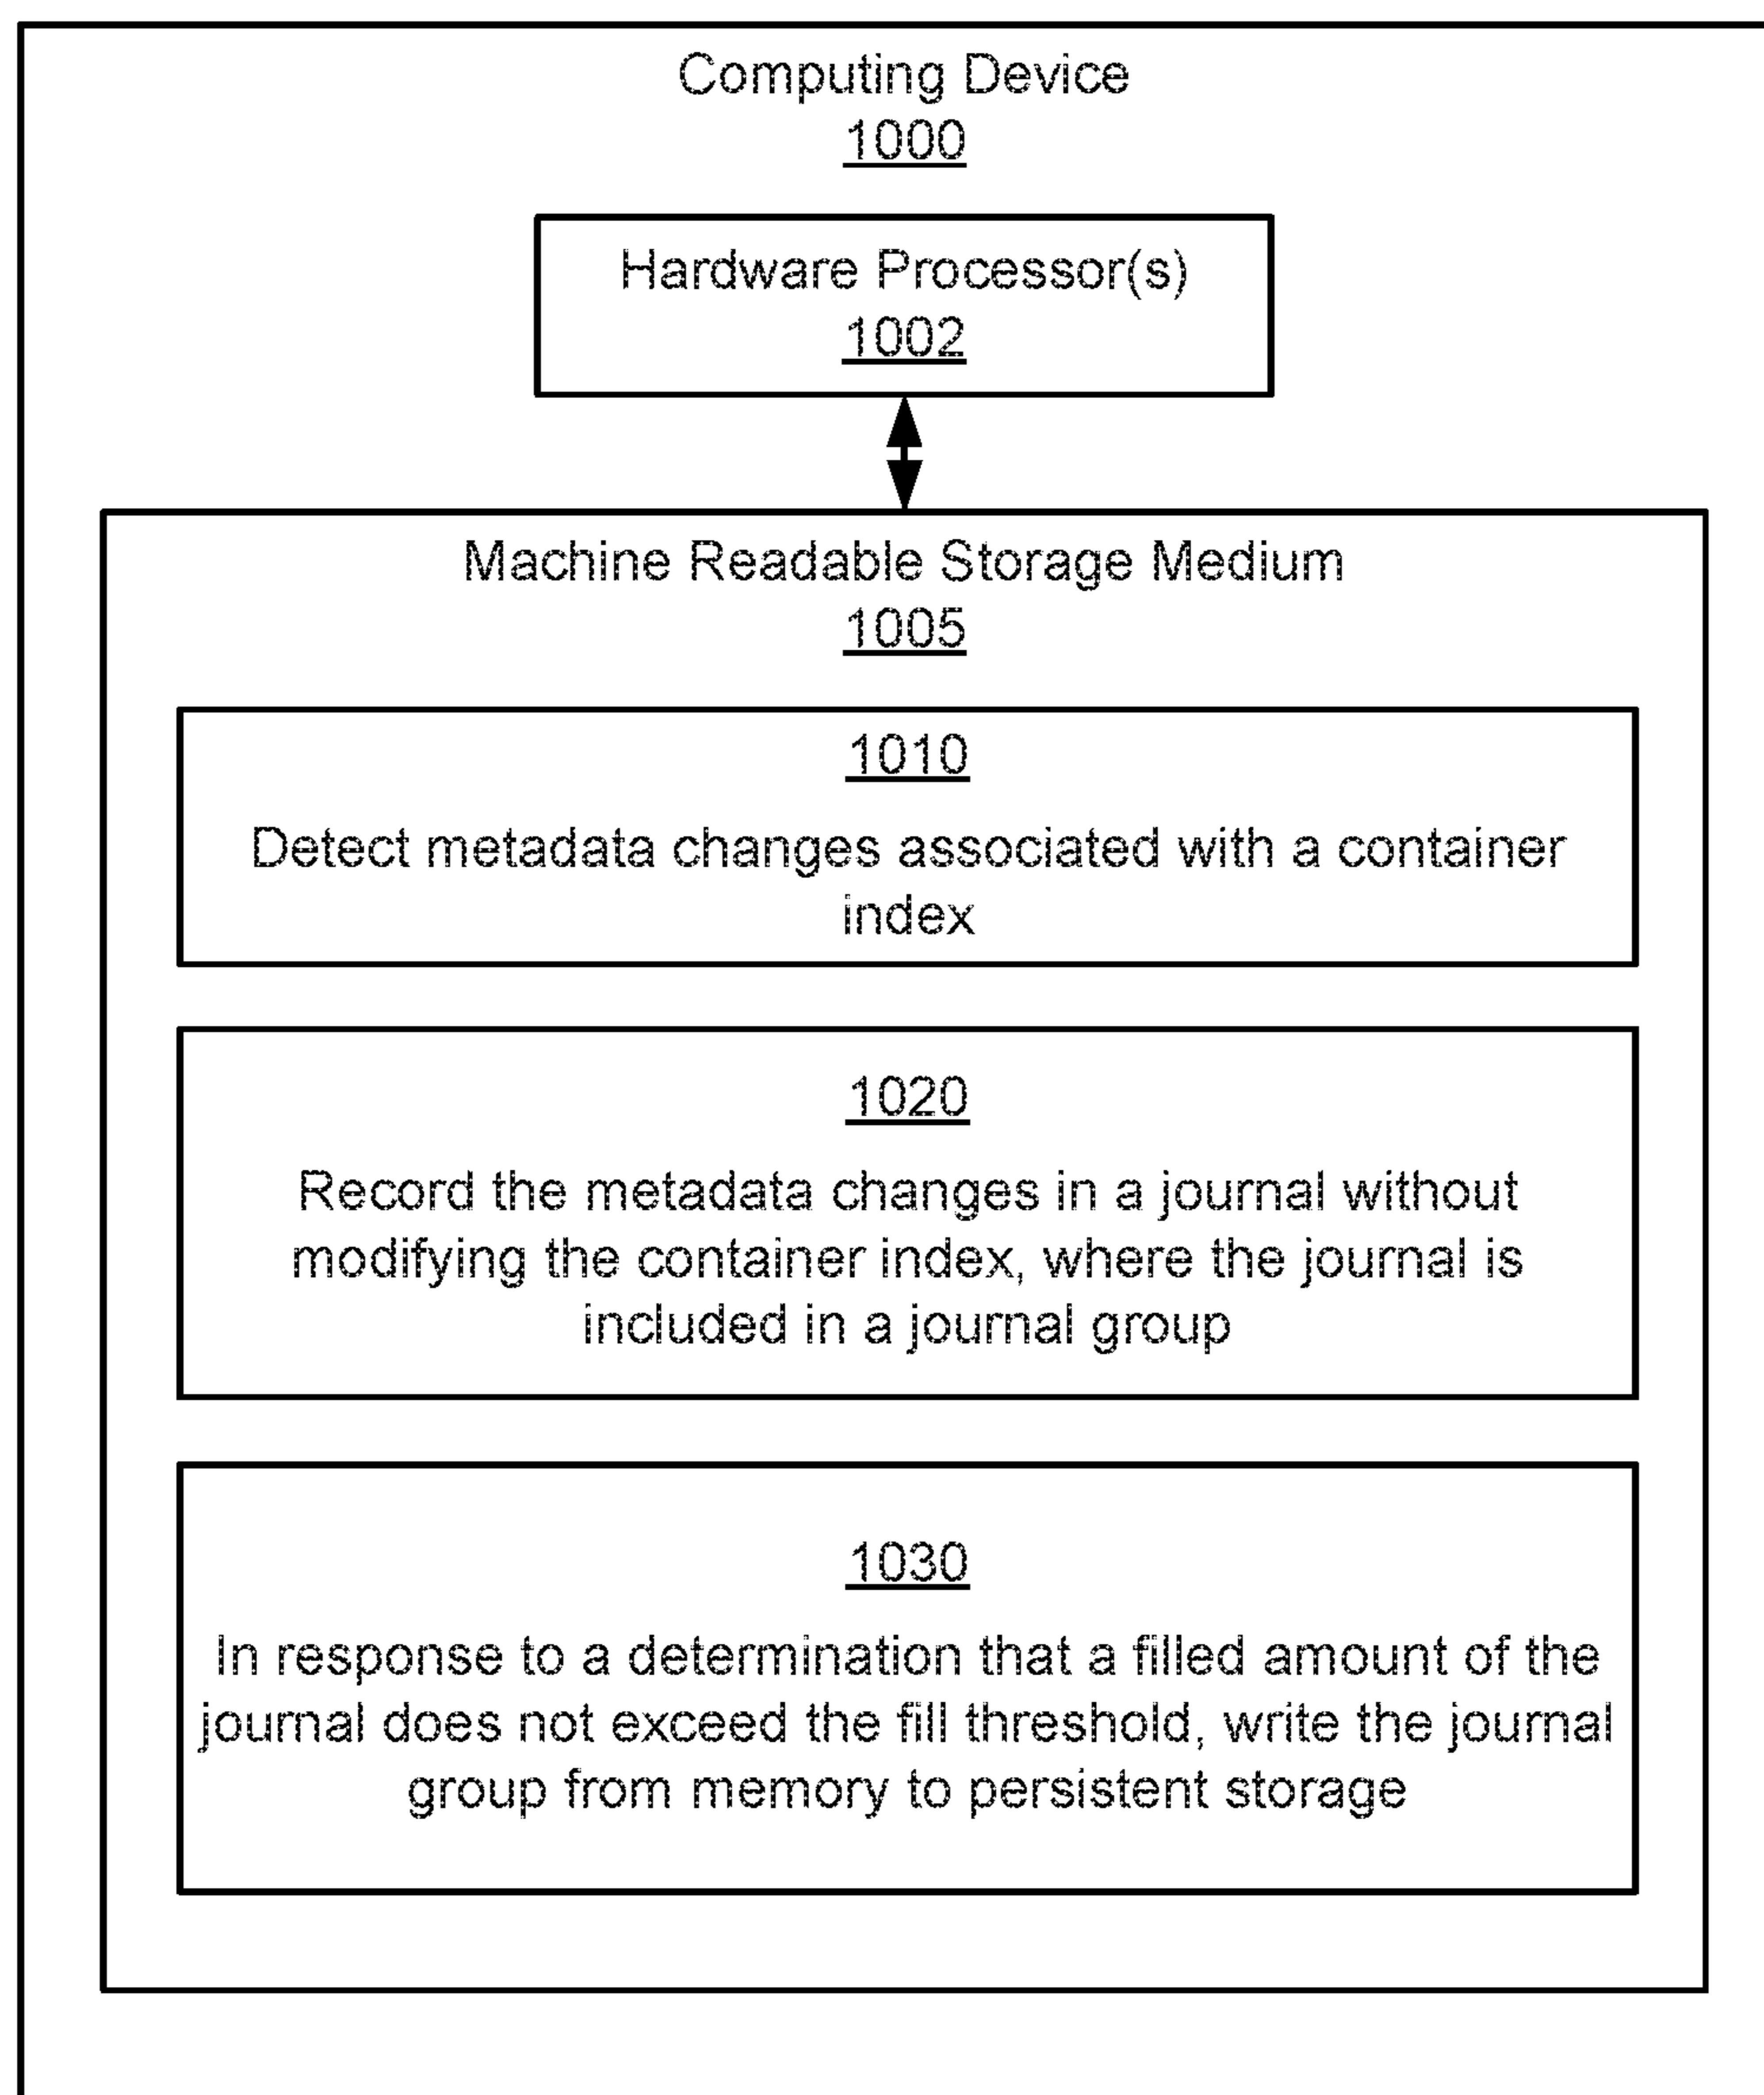 Computing Device
1000
Hardware Processor(s)
1002
Machine Readable Storage Medium
1005
1010
Detect metadata changes associated with a container
index
1020
Record the metadata changes in a journal without
modifying the container index, where the journal is
included in a journal group
1030
In response to a determination that a filled amount of the
journal does not exceed the fill threshold, write the journal
group from memory to persistent storage